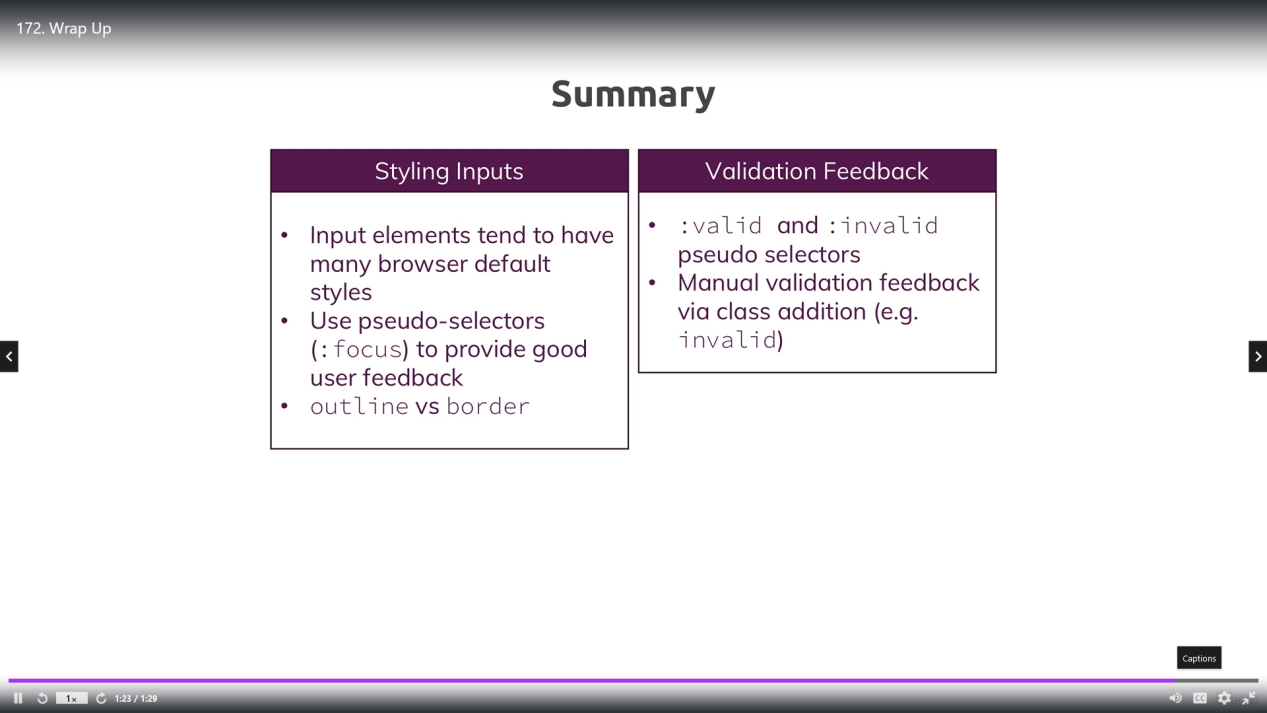 172. Wrap Up
Summary
Styling Inputs
• Input elements tend to have
many browser default
styles
• Use pseudo-selectors
(:focus) to provide good
user feedback
• outline vs border
Validation Feedback
• :valid and :invalid
pseudo selectors
• Manual validation feedback
via class addition (e.g.
invalid)
Captions
1x
1:23 / 1:29
CC